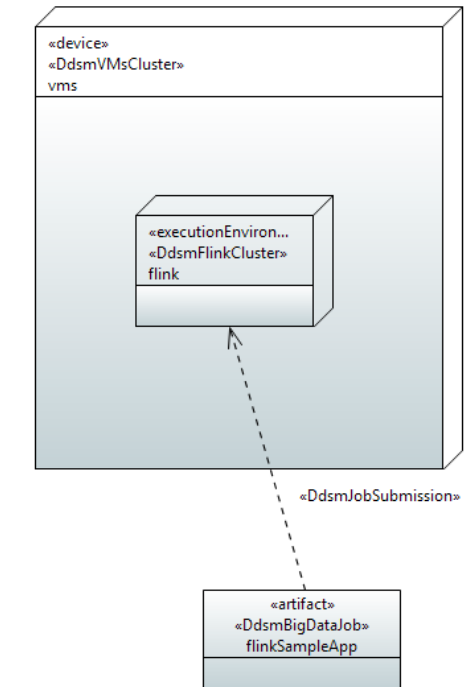 «device»
«DdsmVMsCluster»
vms
«executionEnviron...
«DdsmFlinkCluster»
flink
«DdsmJobSubmission»
«artifact»
«DdsmBigDataJob»
flinkSampleApp